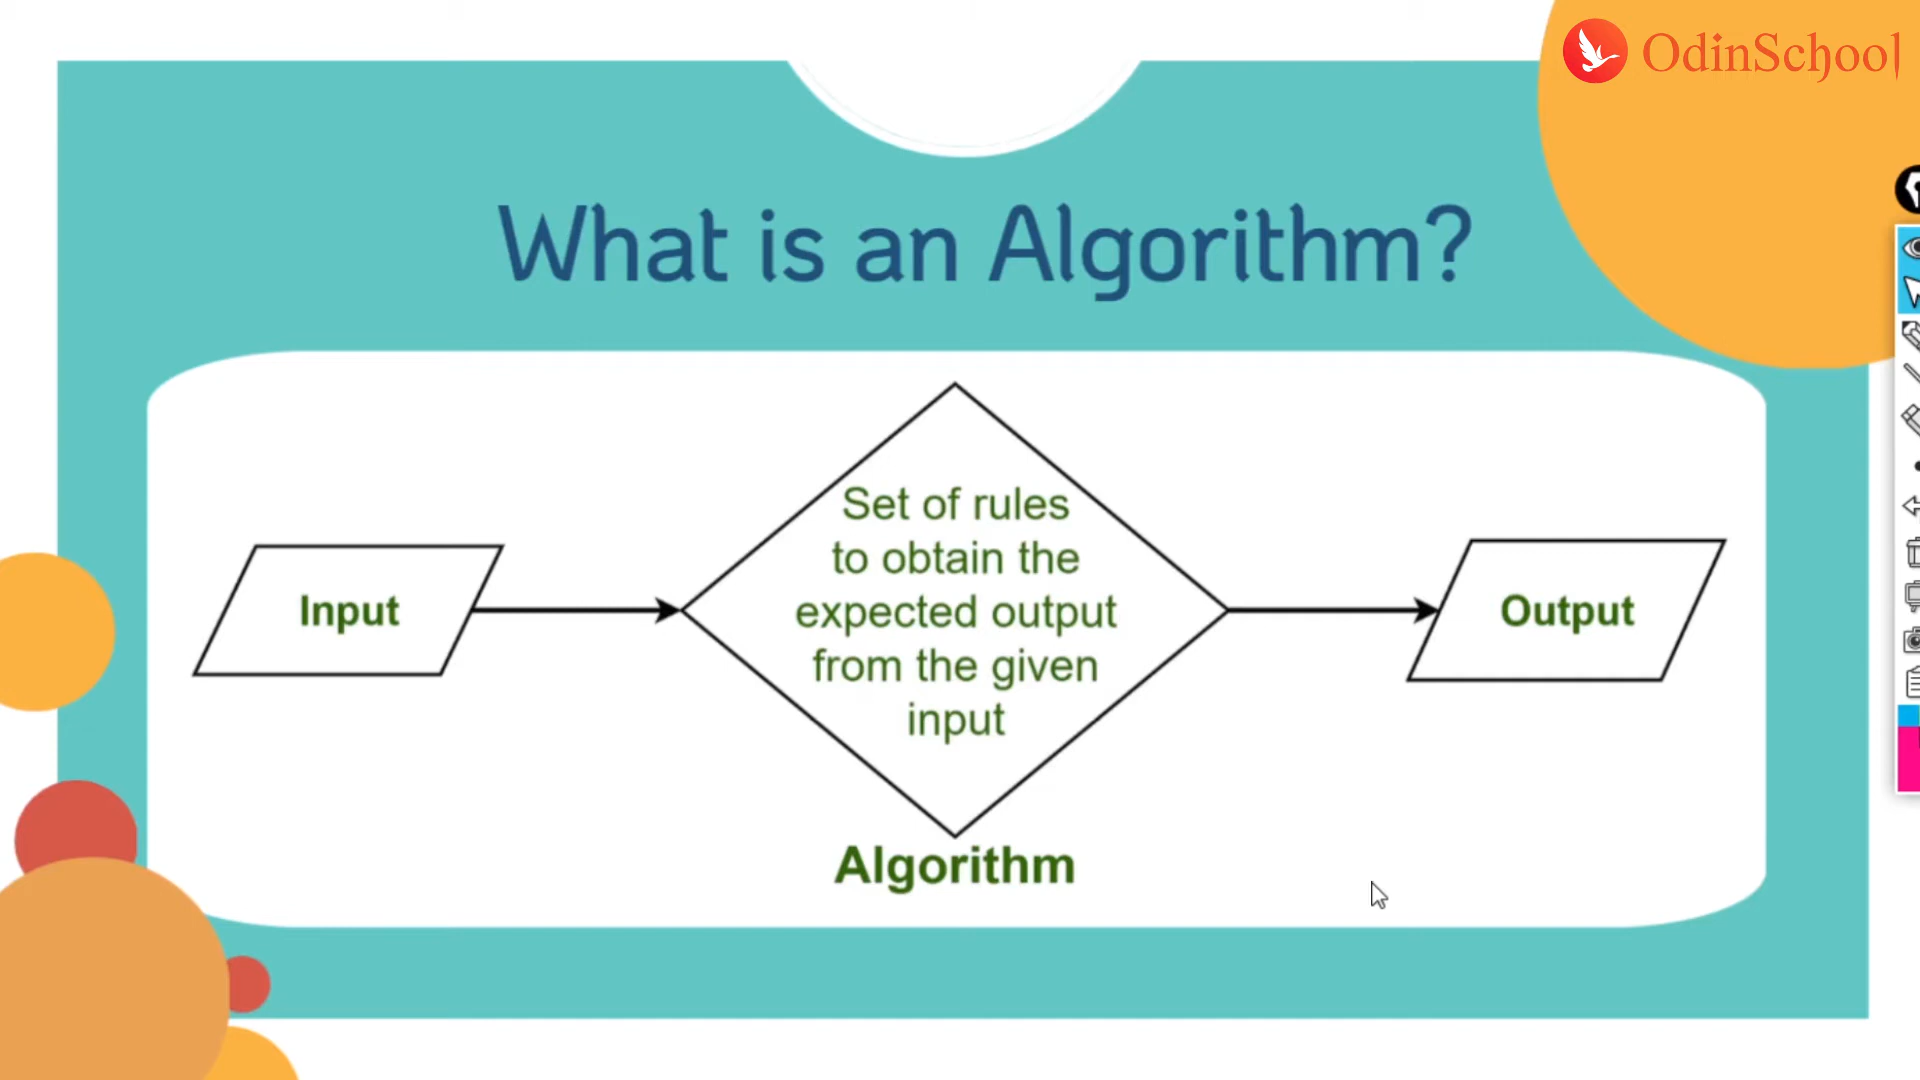 OdinSchool
What is an Algorithm?
Set of rules
to obtain the
expected output
from the given
input
Input
Output
Algorithm